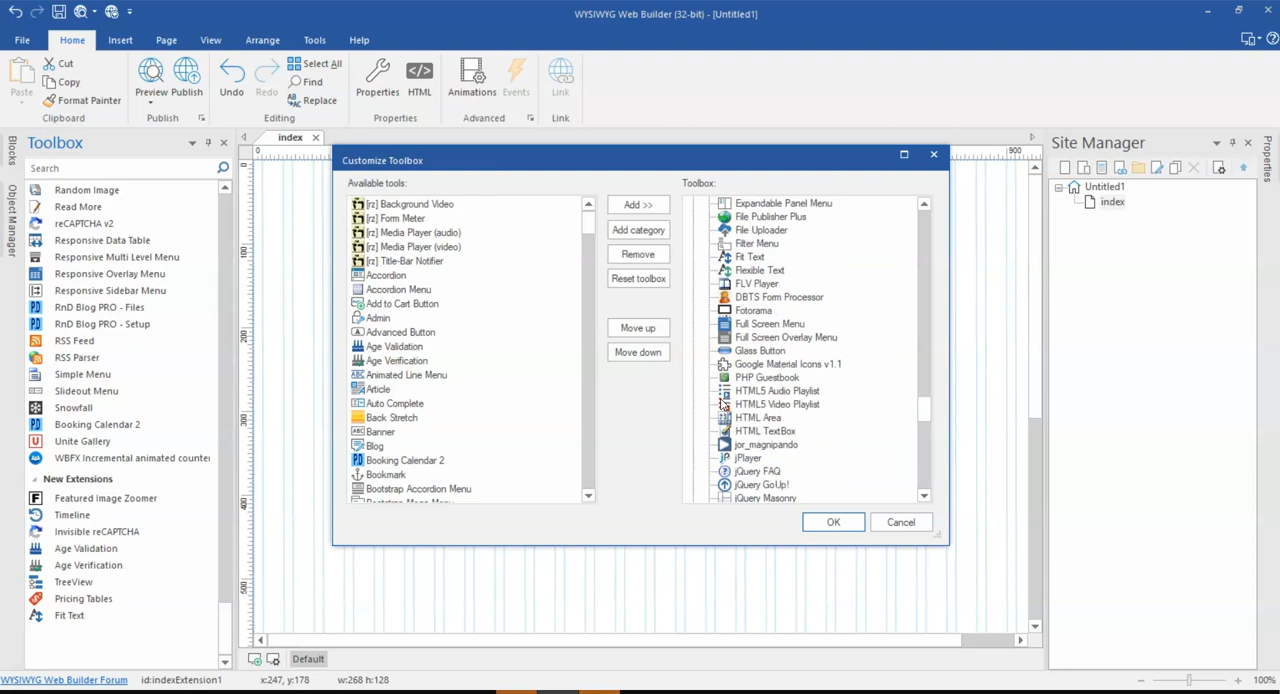 WYSIWYG Web Builder (32-bit) - [Untitled1]
File
Home
Insert
Page
View
Arrange
Tools
Help
Paste
Cut
Copy
Format Painter
Clipboard
Preview
Publish
Publish
Undo
Redo
Select All
Find
Replace
Editing
Properties
HTML
Properties
Animations
Events
Advanced
Link
Link
Blocks
Object Manager
Toolbox
Search
Random Image
Read More
reCAPTCHA v2
Responsive Data Table
Responsive Multi Level Menu
Responsive Overlay Menu
Responsive Sidebar Menu
RnD Blog PRO - Files
RnD Blog PRO - Setup
RSS Feed
RSS Parser
Simple Menu
Slideout Menu
Snowfall
Booking Calendar 2
Unite Gallery
WBFX Incremental animated counter
New Extensions
Featured Image Zoomer
Timeline
Invisible reCAPTCHA
Age Validation
Age Verification
TreeView
Pricing Tables
Fit Text
index
0
900
100
200
300
400
500
Customize Toolbox
Available tools:
[rz] Background Video
[rz] Form Meter
[rz] Media Player (audio)
[rz] Media Player (video)
[rz] Title-Bar Notifier
Accordion
Accordion Menu
Add to Cart Button
Admin
Advanced Button
Age Validation
Age Verification
Animated Line Menu
Article
Auto Complete
Back Stretch
Banner
Blog
Booking Calendar 2
Bookmark
Bootstrap Accordion Menu
Bootstrap Mega Menu
Add >>
Add category
Remove
Reset toolbox
Move up
Move down
Toolbox:
Expandable Panel Menu
File Publisher Plus
File Uploader
Filter Menu
Fit Text
Flexible Text
FLV Player
DBTS Form Processor
Fotorama
Full Screen Menu
Full Screen Overlay Menu
Glass Button
Google Material Icons v1.1
PHP Guestbook
HTML5 Audio Playlist
HTML5 Video Playlist
HTML Area
HTML TextBox
jor_magnipando
jPlayer
jQuery FAQ
jQuery GoUp!
jQuery Masonry
OK
Cancel
Site Manager
Untitled1
index
Properties
Default
WYSIWYG Web Builder Forum
id:indexExtension1
x:247, y:178
w:268 h:128
100%